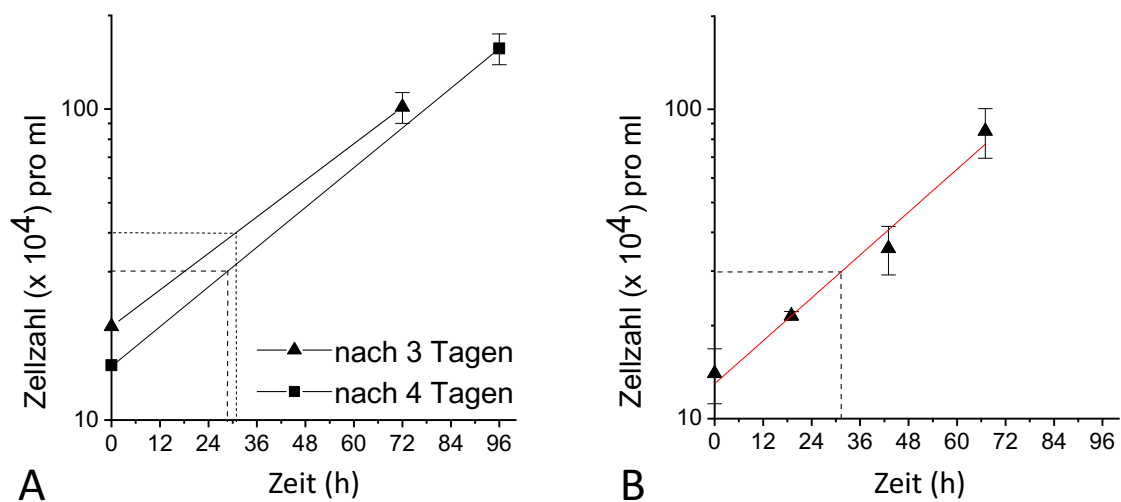 Zellzahl (x 10^4) pro ml
100
10
nach 3 Tagen
nach 4 Tagen
0 12 24 36 48 60 72 84 96
Zeit (h)
A
Zellzahl (x 10^4) pro ml
100
10
0 12 24 36 48 60 72 84 96
Zeit (h)
B